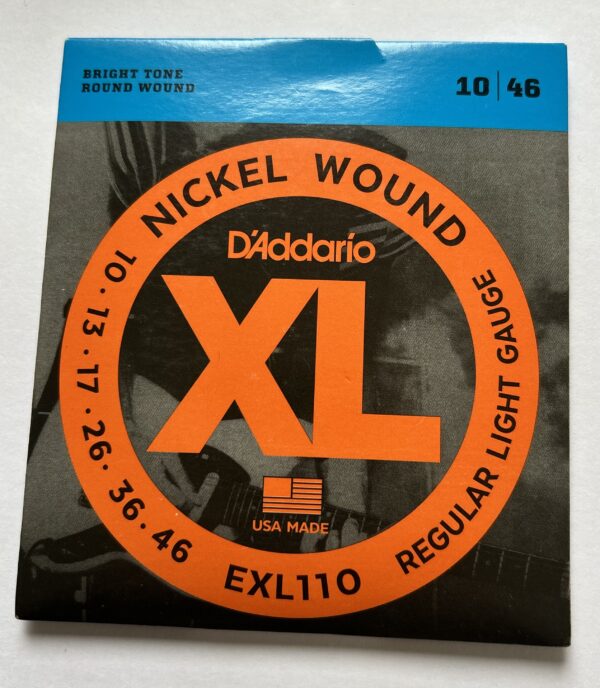 BRIGHT TONE
ROUND WOUND
10 | 46
NICKEL WOUND
D'Addario
XL
10 · 13 · 17 · 26 · 36 · 46
REGULAR LIGHT GAUGE
USA MADE
EXL110